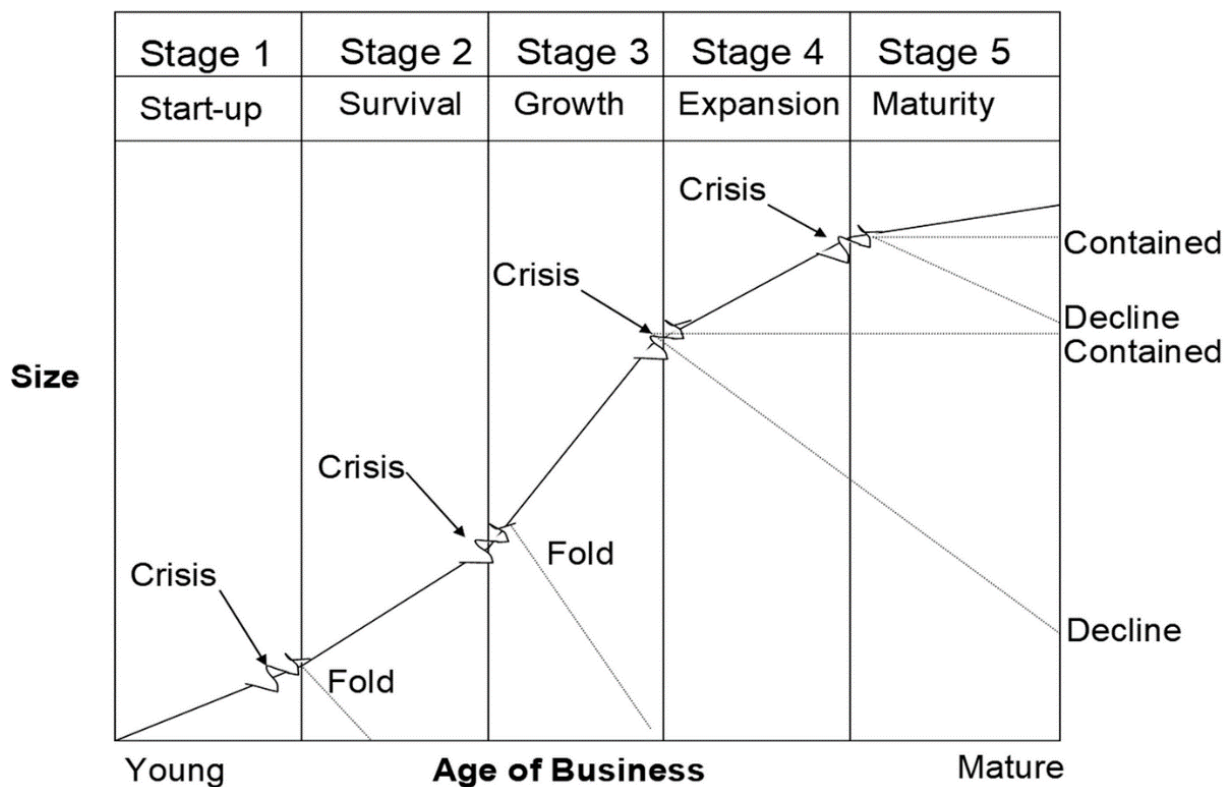 Stage 1 Stage 2 Stage 3 Stage 4 Stage 5
Start-up Survival Growth Expansion Maturity
Crisis
Contained
Crisis
Decline
Contained
Size
Crisis
Fold
Crisis
Decline
Fold
Young Age of Business Mature